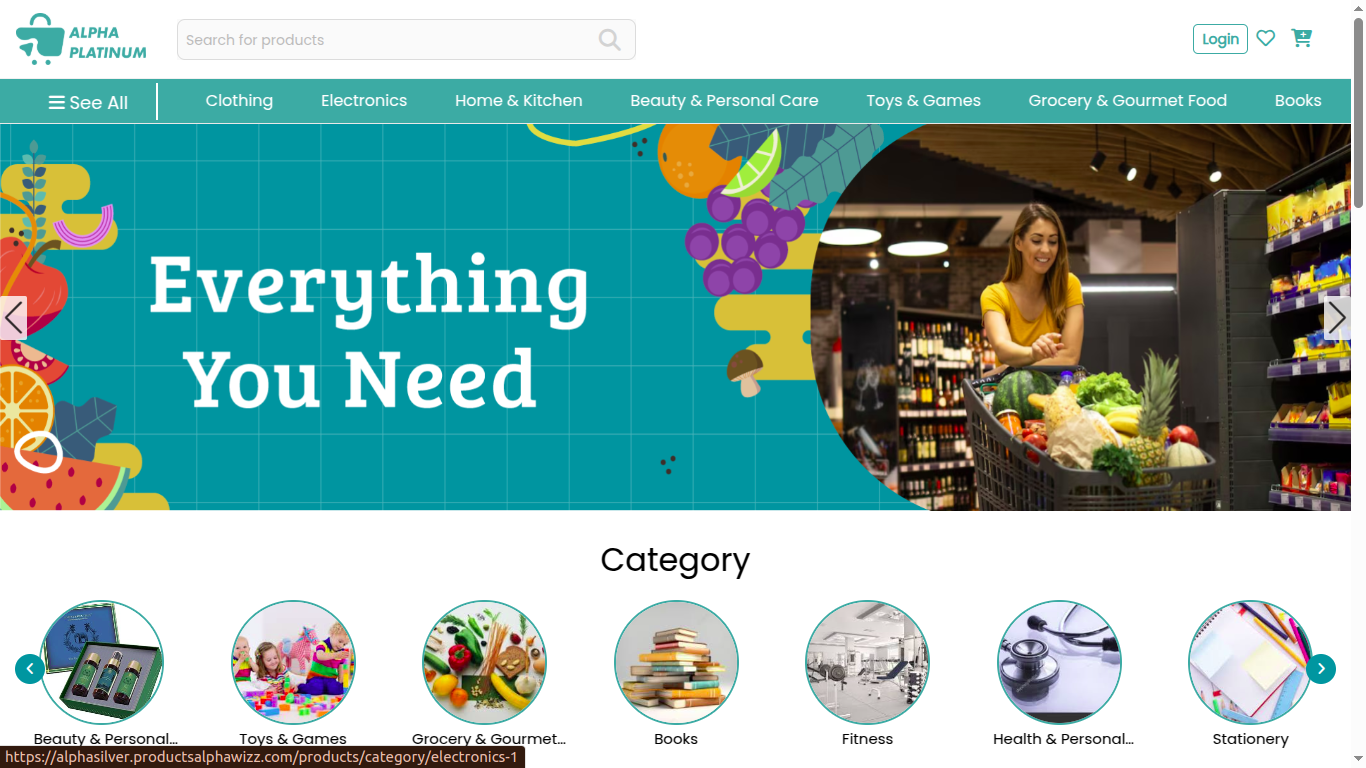 ALPHA
PLATINUM
Search for products
Login
See All
Clothing
Electronics
Home & Kitchen
Beauty & Personal Care
Toys & Games
Grocery & Gourmet Food
Books
Everything
You Need
Category
Beauty & Personal...
Toys & Games
Grocery & Gourmet...
Books
Fitness
Health & Personal...
Stationery
https://alphasilver.productsalphawizz.com/products/category/electronics-1